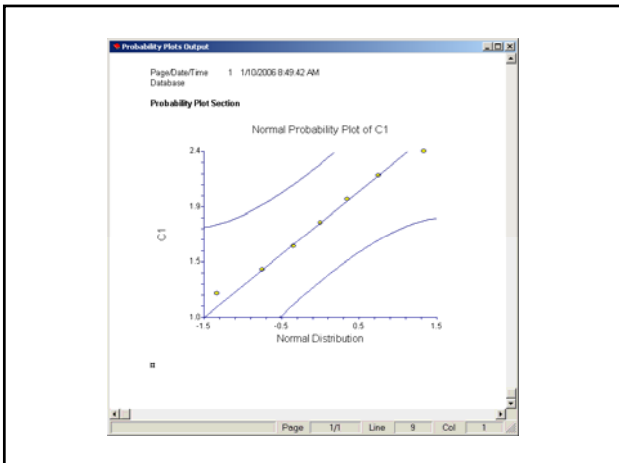 Probability Plots Output
Page/Date/Time 1 1/10/2006 8:49:42 AM
Database
Probability Plot Section
Normal Probability Plot of C1
2.4
1.9
1.5
1.0
C1
-1.5 -0.5 0.5 1.5
Normal Distribution
Page 1/1 Line 9 Col 1